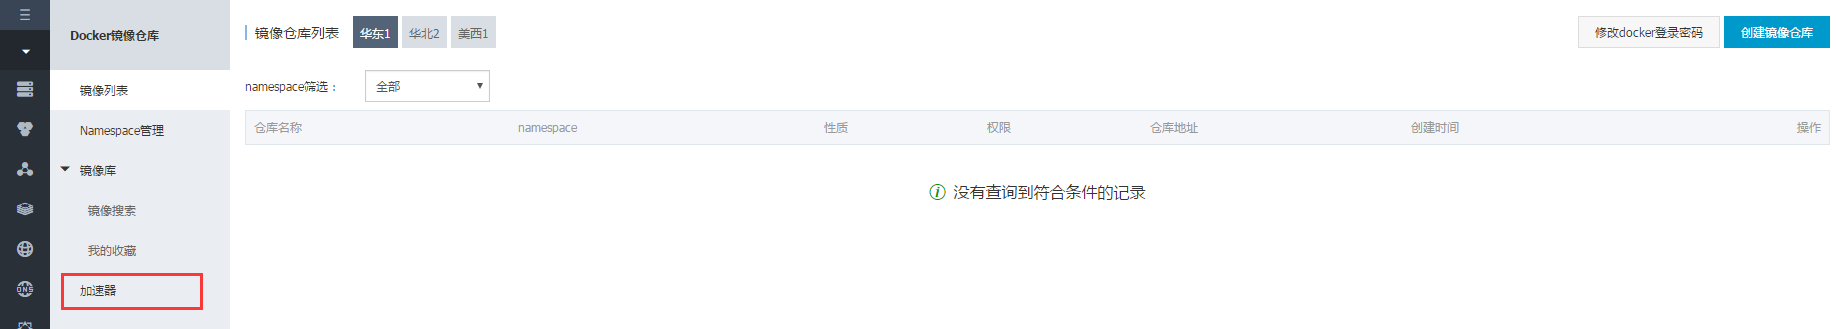 Docker镜像仓库
镜像列表
Namespace管理
镜像库
镜像搜索
我的收藏
加速器
DNS
镜像仓库列表 华东1 华北2 美西1
修改docker登录密码 创建镜像仓库
namespace筛选： 全部
仓库名称 namespace 性质 权限 仓库地址 创建时间 操作
没有查询到符合条件的记录